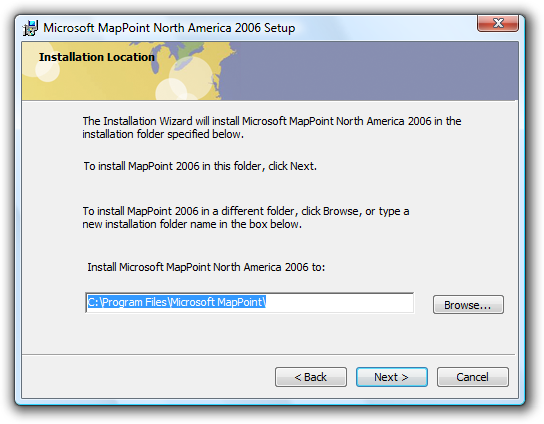 Microsoft MapPoint North America 2006 Setup
Installation Location
The Installation Wizard will install Microsoft MapPoint North America 2006 in the
installation folder specified below.
To install MapPoint 2006 in this folder, click Next.
To install MapPoint 2006 in a different folder, click Browse, or type a
new installation folder name in the box below.
Install Microsoft MapPoint North America 2006 to:
C:\Program Files\Microsoft MapPoint\
Browse...
< Back
Next >
Cancel